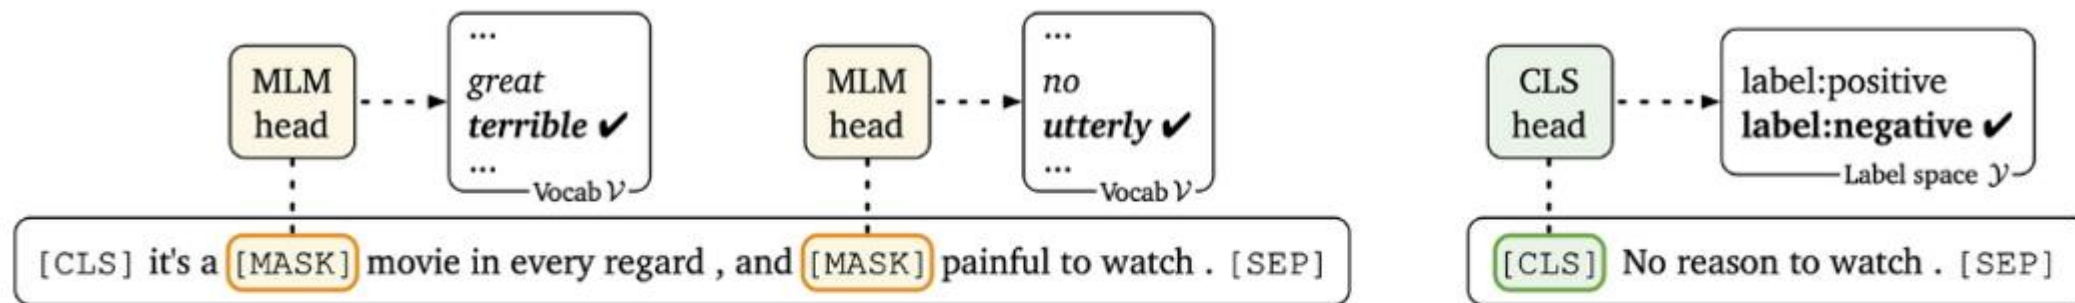 MLM
head
...
great
terrible ✔
...
Vocab 𝒱
MLM
head
...
no
utterly ✔
...
Vocab 𝒱
CLS
head
label:positive
label:negative ✔
Label space 𝒴
[CLS] it's a [MASK] movie in every regard , and [MASK] painful to watch . [SEP]
[CLS] No reason to watch . [SEP]